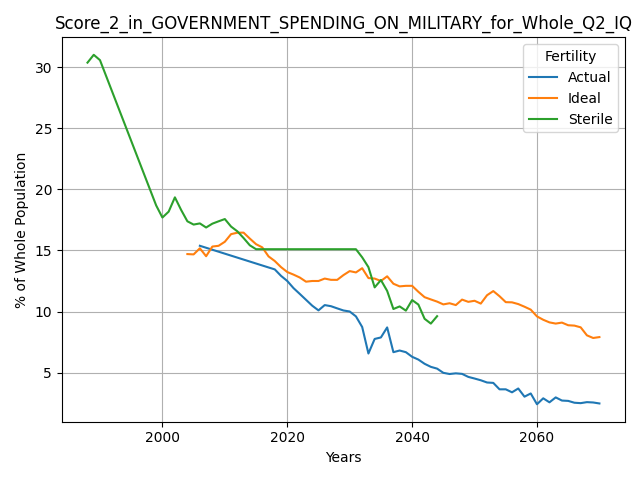 Score_2_in_GOVERNMENT_SPENDING_ON_MILITARY_for_Whole_Q2_IQ
% of Whole Population
30
25
20
15
10
5
2000
2020
2040
2060
Years
Fertility
Actual
Ideal
Sterile